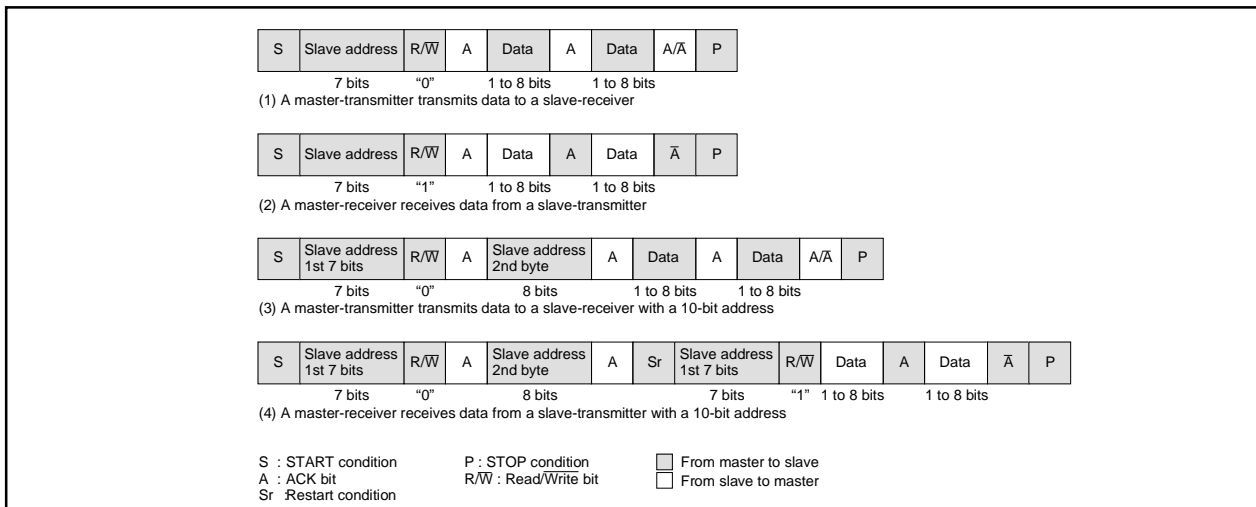 S Slave address R/W̅ A Data A Data A/A̅ P
7 bits “0” 1 to 8 bits 1 to 8 bits
(1) A master-transmitter transmits data to a slave-receiver
S Slave address R/W̅ A Data A Data A̅ P
7 bits “1” 1 to 8 bits 1 to 8 bits
(2) A master-receiver receives data from a slave-transmitter
S Slave address 1st 7 bits R/W̅ A Slave address 2nd byte A Data A Data A/A̅ P
7 bits “0” 8 bits 1 to 8 bits 1 to 8 bits
(3) A master-transmitter transmits data to a slave-receiver with a 10-bit address
S Slave address 1st 7 bits R/W̅ A Slave address 2nd byte A Sr Slave address 1st 7 bits R/W̅ Data A Data A̅ P
7 bits “0” 8 bits 7 bits “1” 1 to 8 bits 1 to 8 bits
(4) A master-receiver receives data from a slave-transmitter with a 10-bit address
S : START condition P : STOP condition From master to slave
A : ACK bit R/W̅ : Read/W̅r̅i̅t̅e̅ bit From slave to master
Sr :Restart condition